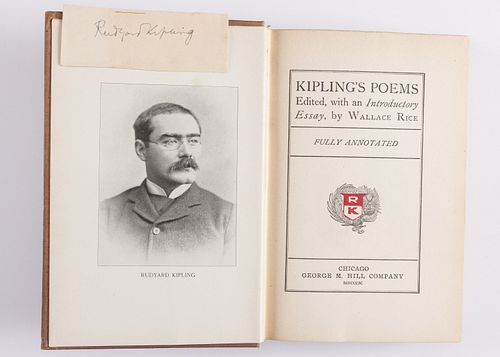 Rudyard Kipling
RUDYARD KIPLING
KIPLING'S POEMS
Edited, with an Introductory
Essay, by WALLACE RICE
FULLY ANNOTATED
R
K
CHICAGO
GEORGE M. HILL COMPANY